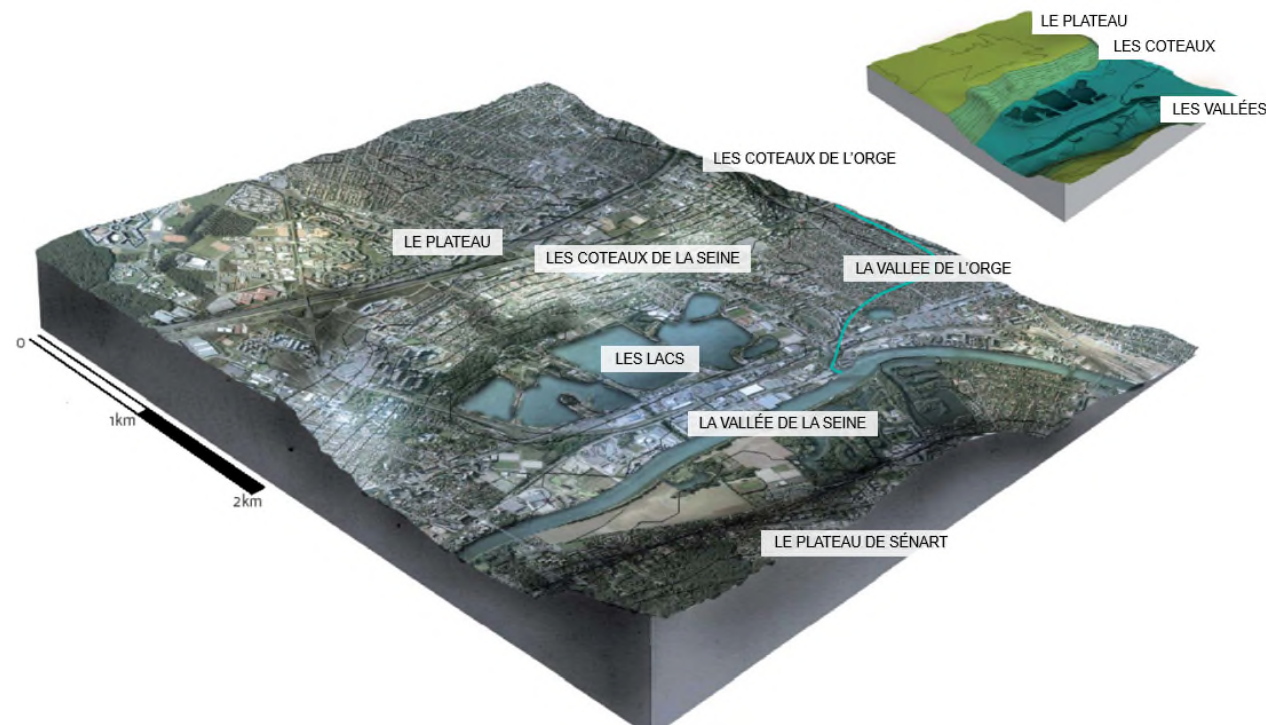 LE PLATEAU
LES COTEAUX
LES VALLÉES
LES COTEAUX DE L'ORGE
LE PLATEAU
LES COTEAUX DE LA SEINE
LA VALLEE DE L'ORGE
LES LACS
LA VALLÉE DE LA SEINE
LE PLATEAU DE SÉNART
0
1km
2km